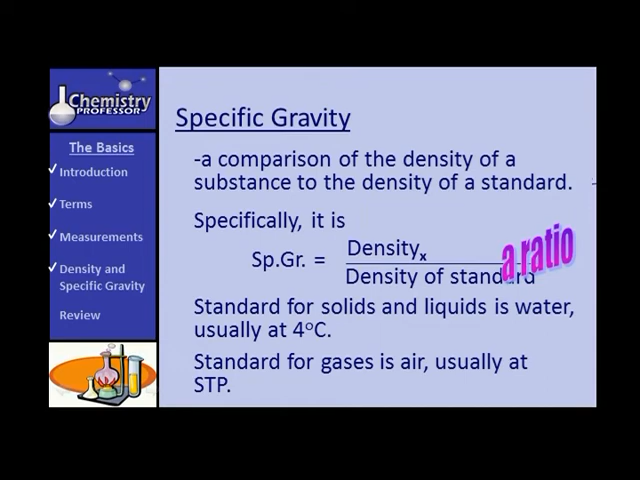 Chemistry
PROFESSOR
The Basics
✓Introduction
✓Terms
✓Measurements
✓Density and
Specific Gravity
Review
Specific Gravity
-a comparison of the density of a
substance to the density of a standard.
Specifically, it is
Sp.Gr. = Densityₓ
Density of standard
a ratio
Standard for solids and liquids is water,
usually at 4°C.
Standard for gases is air, usually at
STP.